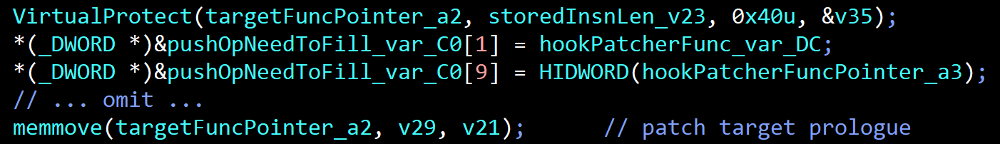 VirtualProtect(targetFuncPointer_a2, storedInsnLen_v23, 0x40u, &v35);
*(_DWORD *)&pushOpNeedToFill_var_C0[1] = hookPatcherFunc_var_DC;
*(_DWORD *)&pushOpNeedToFill_var_C0[9] = HIDWORD(hookPatcherFuncPointer_a3);
// ... omit ...
memmove(targetFuncPointer_a2, v29, v21);      // patch target prologue